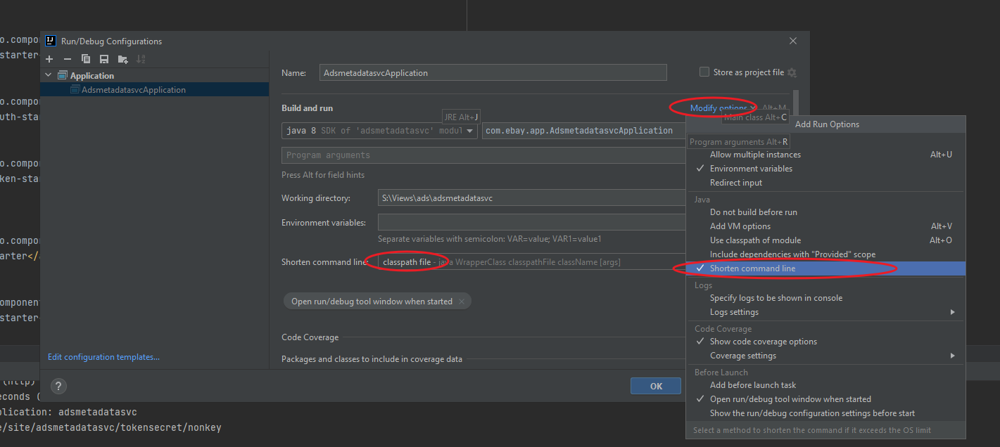 o.compo
starter
o.compo
uth-star
o.compo
ken-star
o.compo
arter</a
omponent
starter
(http)
econds (
plication: adsmetadatasvc
e/site/adsmetadatasvc/tokensecret/nonkey
Run/Debug Configurations
Application
AdsmetadatasvcApplication
Edit configuration templates...
?
Name: AdsmetadatasvcApplication
Store as project file
Build and run
Modify options Alt+M
JRE Alt+J
Main class Alt+C
java 8 SDK of 'adsmetadatasvc' modul
com.ebay.app.AdsmetadatasvcApplication
Program arguments
Press Alt for field hints
Working directory: S:\Views\ads\adsmetadatasvc
Environment variables:
Separate variables with semicolon: VAR=value; VAR1=value1
Shorten command line: classpath file - java WrapperClass classpathFile className [args]
Open run/debug tool window when started
Code Coverage
Packages and classes to include in coverage data
OK
Add Run Options
Program arguments Alt+R
Allow multiple instances Alt+U
Environment variables
Redirect input
Java
Do not build before run
Add VM options Alt+V
Use classpath of module Alt+O
Include dependencies with "Provided" scope
Shorten command line
Logs
Specify logs to be shown in console
Logs settings
Code Coverage
Show code coverage options
Coverage settings
Before Launch
Add before launch task
Open run/debug tool window when started
Show the run/debug configuration settings before start
Select a method to shorten the command if it exceeds the OS limit